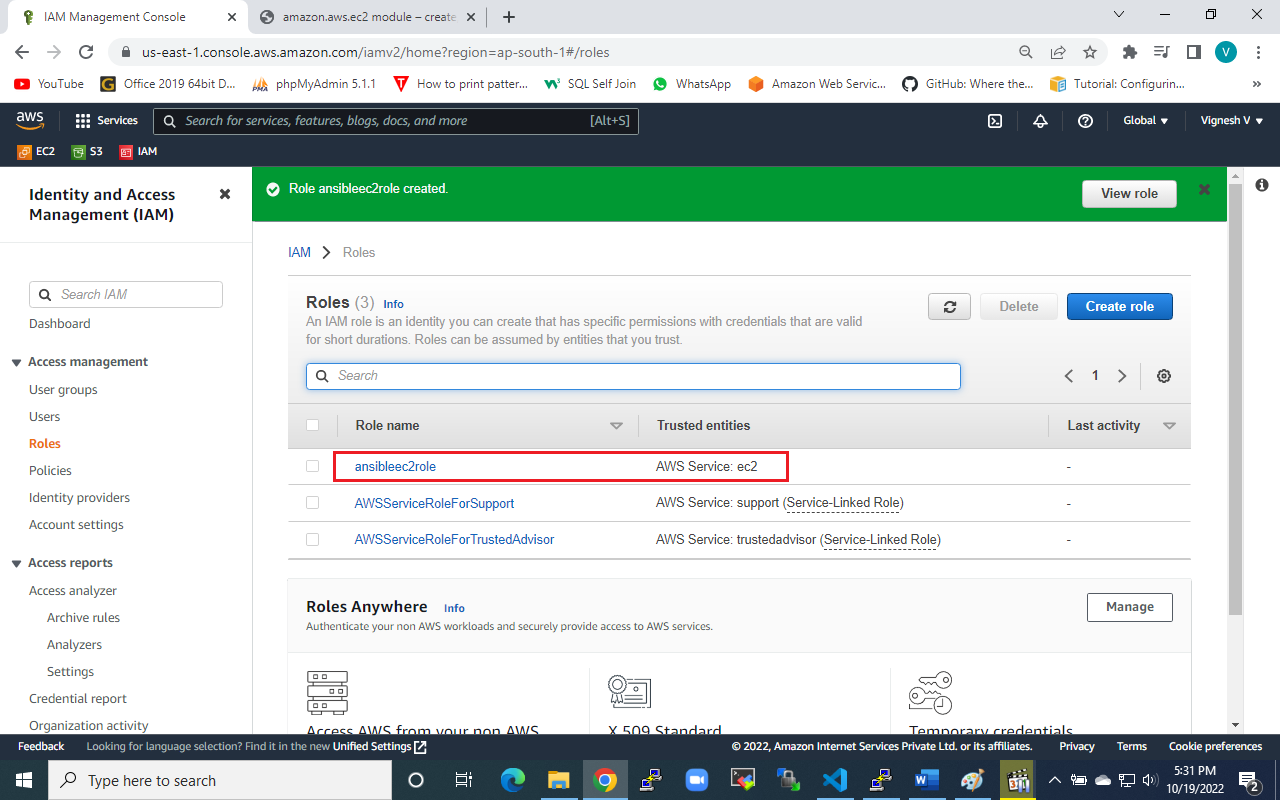 IAM Management Console
amazon.aws.ec2 module – create
us-east-1.console.aws.amazon.com/iamv2/home?region=ap-south-1#/roles
V
YouTube
Office 2019 64bit D...
phpMyAdmin 5.1.1
How to print patter...
SQL Self Join
WhatsApp
Amazon Web Servic...
GitHub: Where the...
Tutorial: Configurin...
»
aws
Services
Search for services, features, blogs, docs, and more
[Alt+S]
Global
Vignesh V
EC2
S3
IAM
Identity and Access
Management (IAM)
Search IAM
Dashboard
Access management
User groups
Users
Roles
Policies
Identity providers
Account settings
Access reports
Access analyzer
Archive rules
Analyzers
Settings
Credential report
Organization activity
Role ansibleec2role created.
View role
IAM
Roles
Roles (3) Info
An IAM role is an identity you can create that has specific permissions with credentials that are valid
for short durations. Roles can be assumed by entities that you trust.
Delete
Create role
Search
1
Role name
Trusted entities
Last activity
ansibleec2role
AWS Service: ec2
-
AWSServiceRoleForSupport
AWS Service: support (Service-Linked Role)
-
AWSServiceRoleForTrustedAdvisor
AWS Service: trustedadvisor (Service-Linked Role)
-
Roles Anywhere Info
Authenticate your non AWS workloads and securely provide access to AWS services.
Manage
Access AWS from your non AWS
X.509 Standard
Temporary credentials
Feedback
Looking for language selection? Find it in the new Unified Settings
© 2022, Amazon Internet Services Private Ltd. or its affiliates.
Privacy
Terms
Cookie preferences
Type here to search
5:31 PM
10/19/2022
2